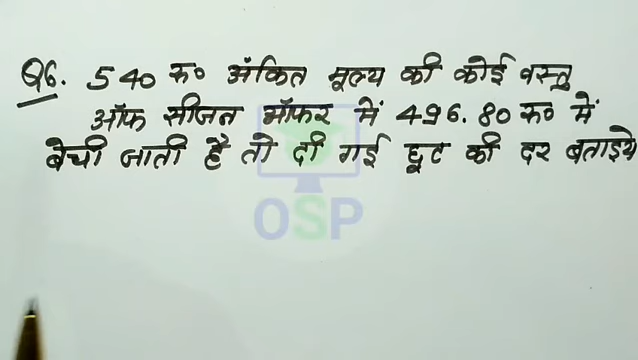 Q6. 540 रु० अंकित मूल्य की कोई वस्तु
ऑफ सीजन ऑफर में 496.80 रु० में
बेची जाती है तो दी गई छूट की दर बताइये
OSP